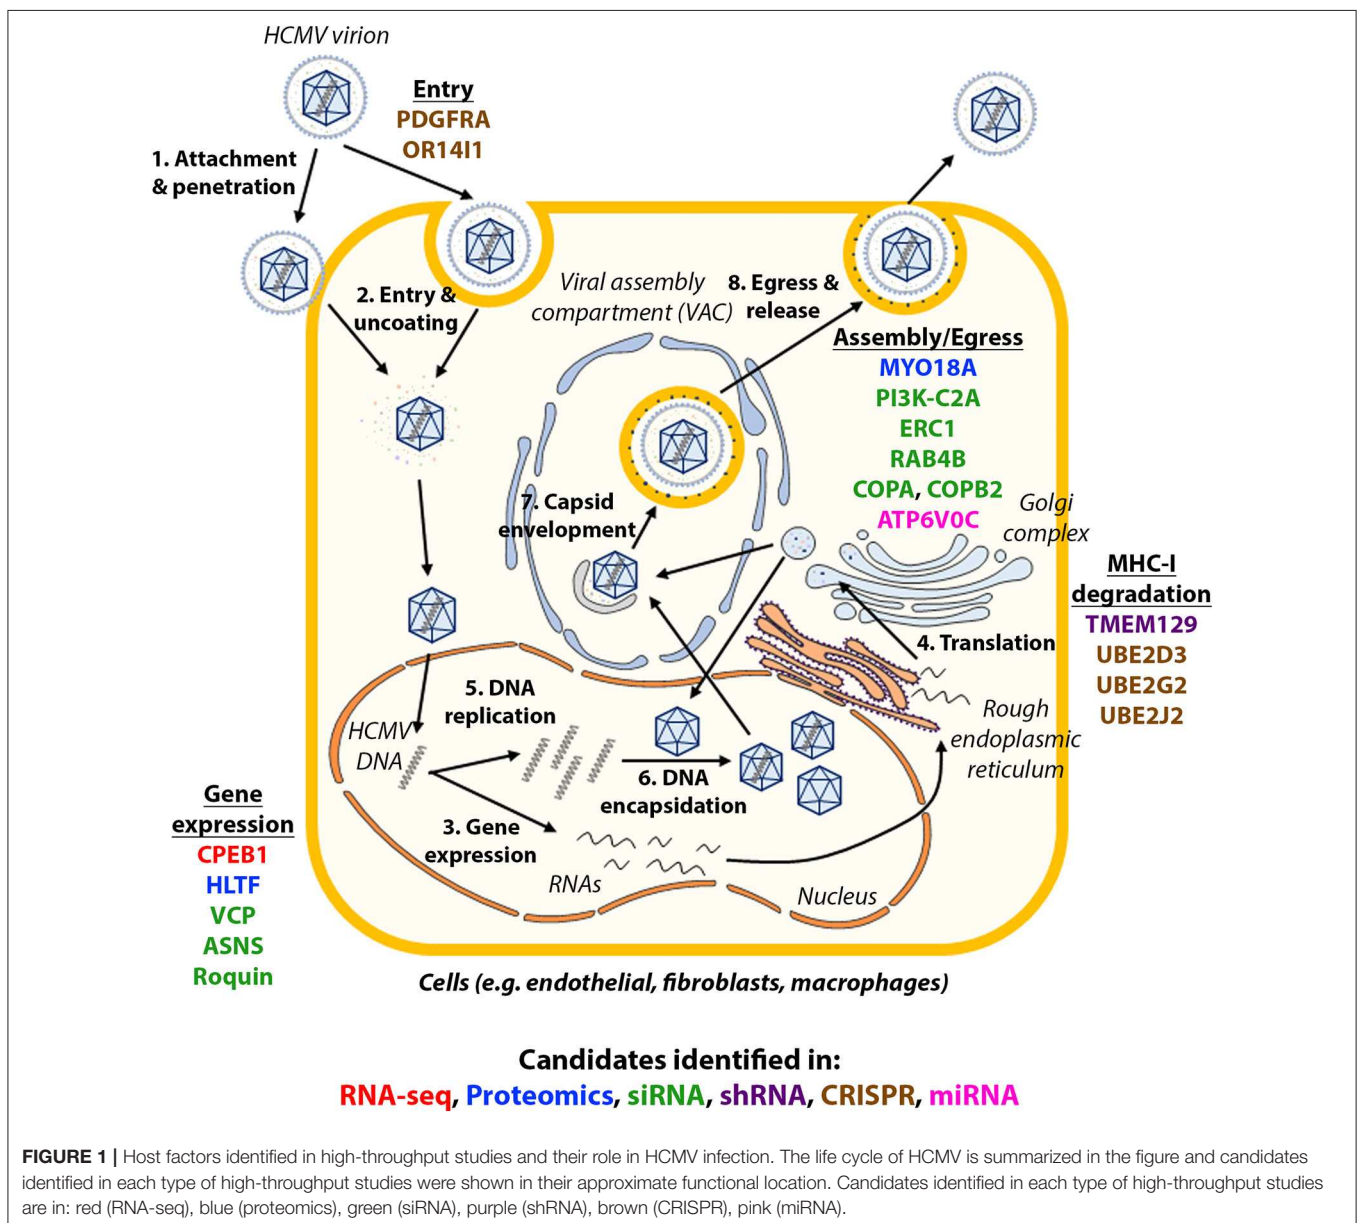 HCMV virion
Entry
PDGFRA
OR14I1
1. Attachment
& penetration
2. Entry &
uncoating
Viral assembly
compartment (VAC)
8. Egress &
release
Assembly/Egress
MYO18A
PI3K-C2A
ERC1
RAB4B
COPA, COPB2
ATP6V0C
Golgi
complex
7. Capsid
envelopment
MHC-I
degradation
TMEM129
UBE2D3
UBE2G2
UBE2J2
4. Translation
Rough
endoplasmic
reticulum
5. DNA
replication
HCMV
DNA
6. DNA
encapsidation
3. Gene
expression
RNAs
Nucleus
Gene
expression
CPEB1
HLTF
VCP
ASNS
Roquin
Cells (e.g. endothelial, fibroblasts, macrophages)
Candidates identified in:
RNA-seq, Proteomics, siRNA, shRNA, CRISPR, miRNA
FIGURE 1 | Host factors identified in high-throughput studies and their role in HCMV infection. The life cycle of HCMV is summarized in the figure and candidates
identified in each type of high-throughput studies were shown in their approximate functional location. Candidates identified in each type of high-throughput studies
are in: red (RNA-seq), blue (proteomics), green (siRNA), purple (shRNA), brown (CRISPR), pink (miRNA).